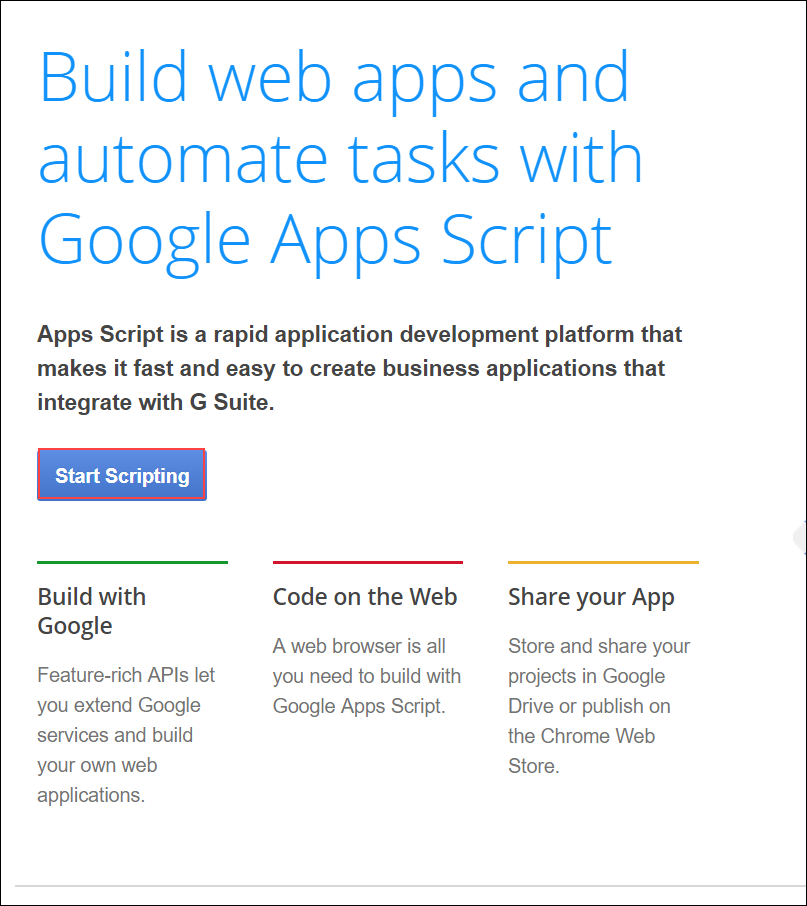 Build web apps and
automate tasks with
Google Apps Script
Apps Script is a rapid application development platform that
makes it fast and easy to create business applications that
integrate with G Suite.
Start Scripting
Build with
Google
Feature-rich APIs let
you extend Google
services and build
your own web
applications.
Code on the Web
A web browser is all
you need to build with
Google Apps Script.
Share your App
Store and share your
projects in Google
Drive or publish on
the Chrome Web
Store.